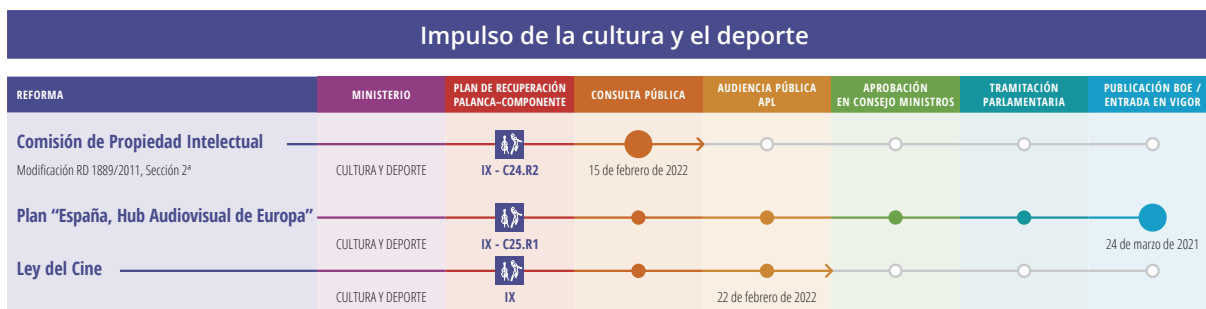 Impulso de la cultura y el deporte
REFORMA
MINISTERIO
PLAN DE RECUPERACIÓN
PALANCA–COMPONENTE
CONSULTA PÚBLICA
AUDIENCIA PÚBLICA
APL
APROBACIÓN
EN CONSEJO MINISTROS
TRAMITACIÓN
PARLAMENTARIA
PUBLICACIÓN BOE /
ENTRADA EN VIGOR
Comisión de Propiedad Intelectual
Modificación RD 1889/2011, Sección 2ª
CULTURA Y DEPORTE
IX - C24.R2
15 de febrero de 2022
Plan “España, Hub Audiovisual de Europa”
CULTURA Y DEPORTE
IX - C25.R1
24 de marzo de 2021
Ley del Cine
CULTURA Y DEPORTE
IX
22 de febrero de 2022